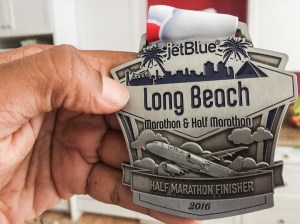 jetBlue
Long Beach
Marathon & Half Marathon
HALF MARATHON FINISHER
2016